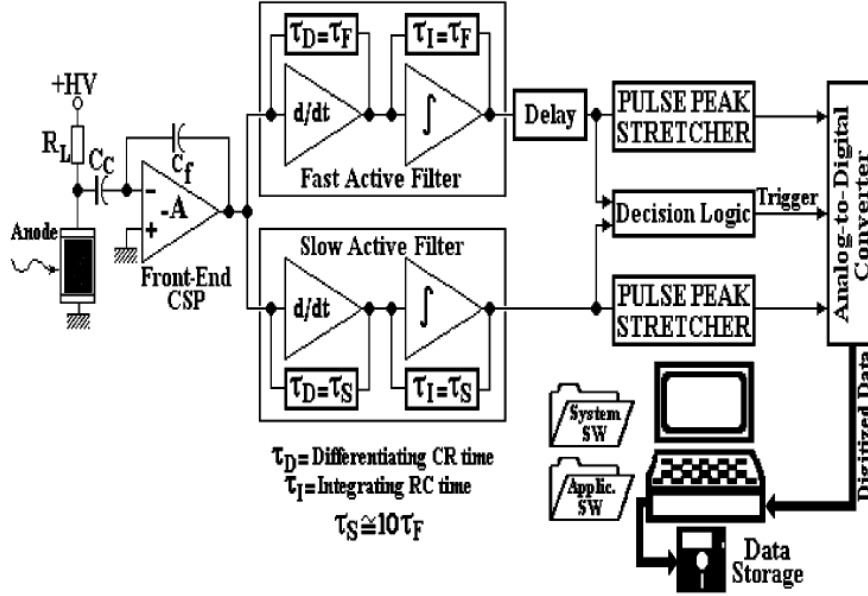 τD=τF
τI=τF
+HV
RL
CC
Cf
d/dt
∫
Delay
PULSE PEAK
STRETCHER
Fast Active Filter
-
-A
+
Anode
Front-End
CSP
Decision Logic
Trigger
Analog-to-Digital
Converter
Slow Active Filter
d/dt
∫
PULSE PEAK
STRETCHER
τD=τS
τI=τS
System
SW
Applic.
SW
Digitized Data
τD=Differentiating CR time
τI=Integrating RC time
τS≅10τF
Data
Storage